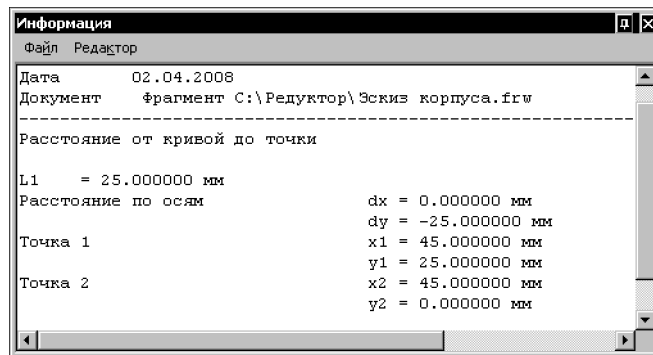 Информация
Файл Редактор
Дата 02.04.2008
Документ Фрагмент C:\Редуктор\Эскиз корпуса.frw
--------------------------------------------------------------------
Расстояние от кривой до точки
L1 = 25.000000 мм
Расстояние по осям dx = 0.000000 мм
dy = -25.000000 мм
Точка 1 x1 = 45.000000 мм
y1 = 25.000000 мм
Точка 2 x2 = 45.000000 мм
y2 = 0.000000 мм